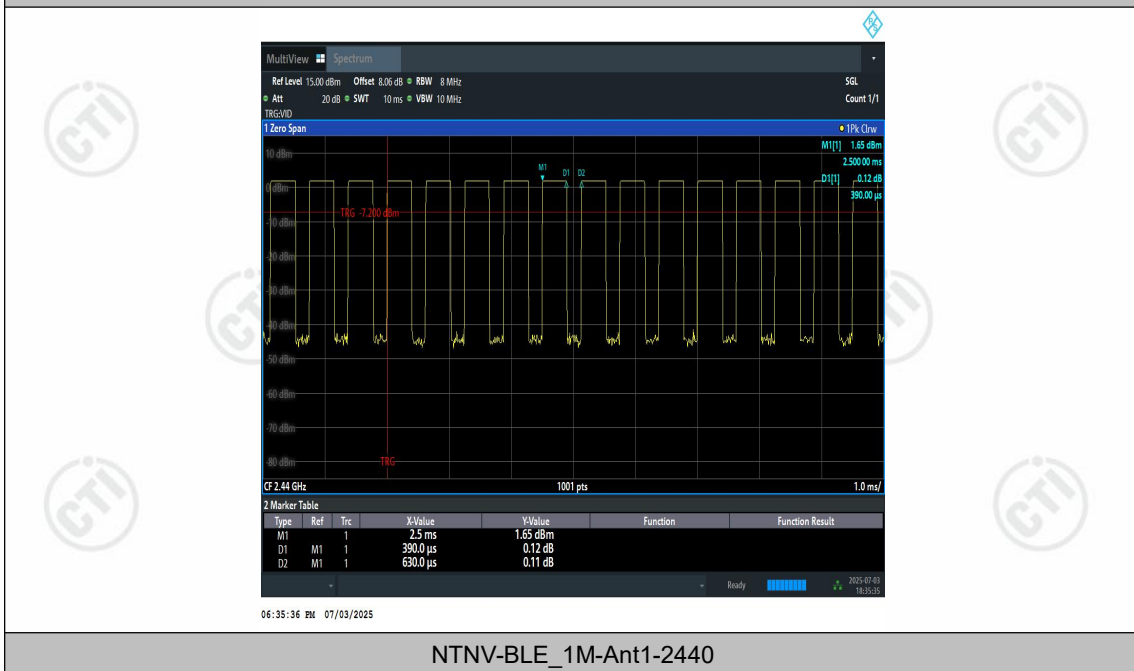 R/S
MultiView Spectrum
Ref Level 15.00 dBm Offset 8.06 dB RBW 8 MHz SGL
Att 20 dB SWT 10 ms VBW 10 MHz Count 1/1
TRG:VID
1 Zero Span 1Pk Clrw
10 dBm
M1[1] 1.65 dBm
2.50000 ms
M1 D1 D2
D1[1] 0.12 dB
0 dBm
390.00 µs
TRG -7.200 dBm
-10 dBm
-20 dBm
-30 dBm
-40 dBm
-50 dBm
-60 dBm
-70 dBm
-80 dBm
TRG
CF 2.44 GHz 1001 pts 1.0 ms/
2 Marker Table
Type Ref Trc X-Value Y-Value Function Function Result
M1 1 2.5 ms 1.65 dBm
D1 M1 1 390.0 µs 0.12 dB
D2 M1 1 630.0 µs 0.11 dB
Ready 2025-07-03
18:35:35
06:35:36 PM 07/03/2025
NTNV-BLE_1M-Ant1-2440
CTI
CTI
CTI
CTI
CTI
CTI